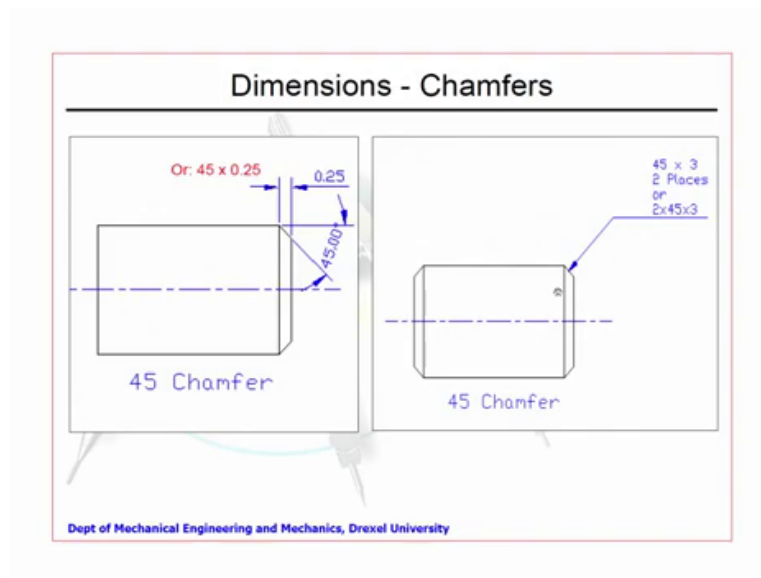 Dimensions - Chamfers
Or: 45 x 0.25
0.25
45.00°
45 Chamfer
45 x 3
2 Places
or
2x45x3
45 Chamfer
Dept of Mechanical Engineering and Mechanics, Drexel University